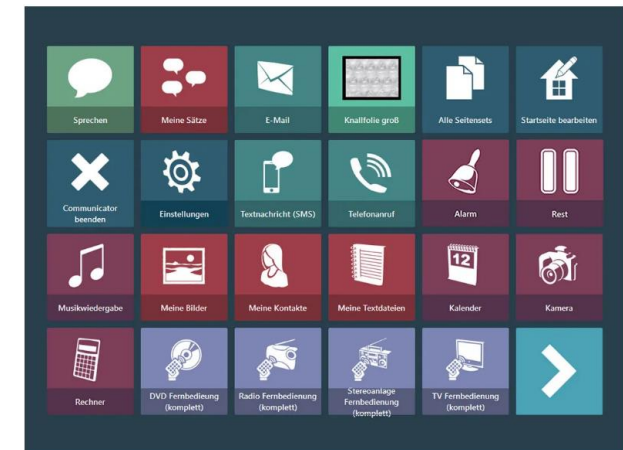 Sprechen
Meine Sätze
E-Mail
Knallfolie groß
Alle Seitensets
Startseite bearbeiten
Communicator
beenden
Einstellungen
Textnachricht (SMS)
Telefonanruf
Alarm
Rest
Musikwiedergabe
Meine Bilder
Meine Kontakte
Meine Textdateien
12
Kalender
Kamera
Rechner
DVD Fernbedieung
(komplett)
Radio Fernbedienung
(komplett)
Stereoanlage
Fernbedienung
(komplett)
TV Fernbedienung
(komplett)